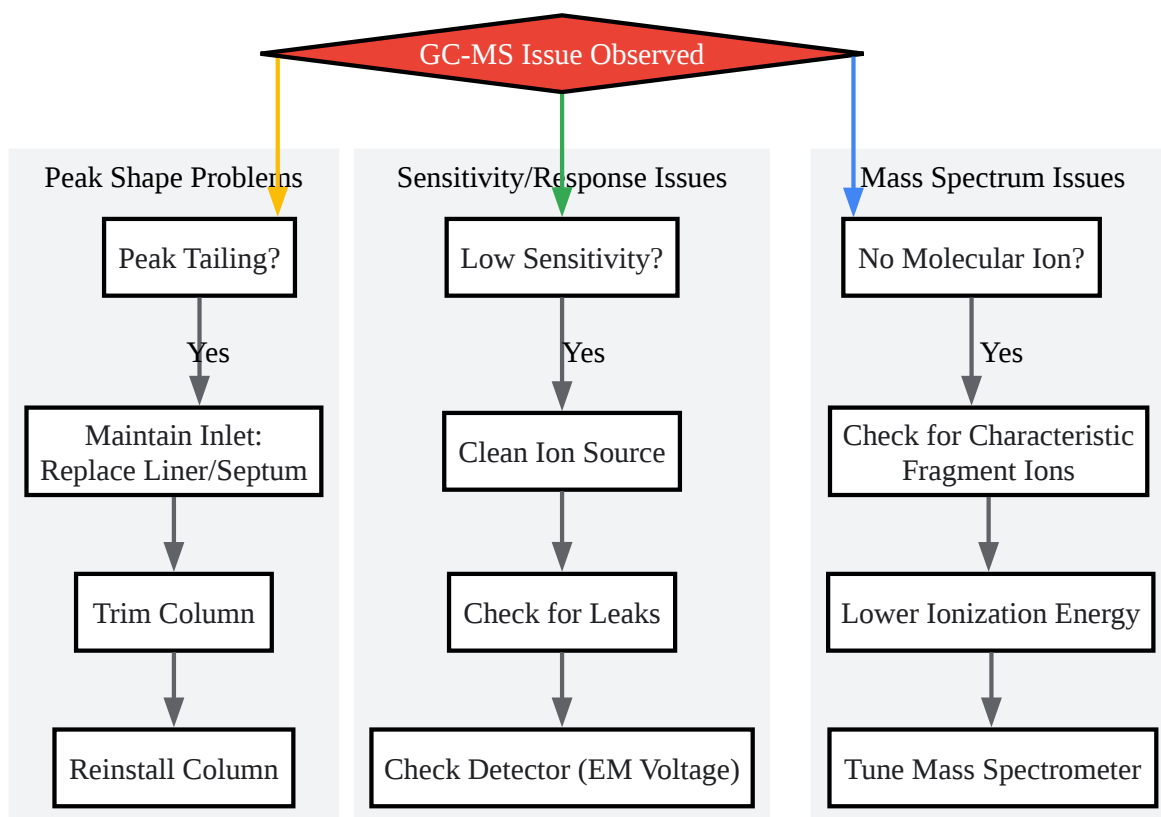 GC-MS Issue Observed
Peak Shape Problems
Peak Tailing?
Yes
Maintain Inlet:
Replace Liner/Septum
Trim Column
Reinstall Column
Sensitivity/Response Issues
Low Sensitivity?
Yes
Clean Ion Source
Check for Leaks
Check Detector (EM Voltage)
Mass Spectrum Issues
No Molecular Ion?
Yes
Check for Characteristic
Fragment Ions
Lower Ionization Energy
Tune Mass Spectrometer